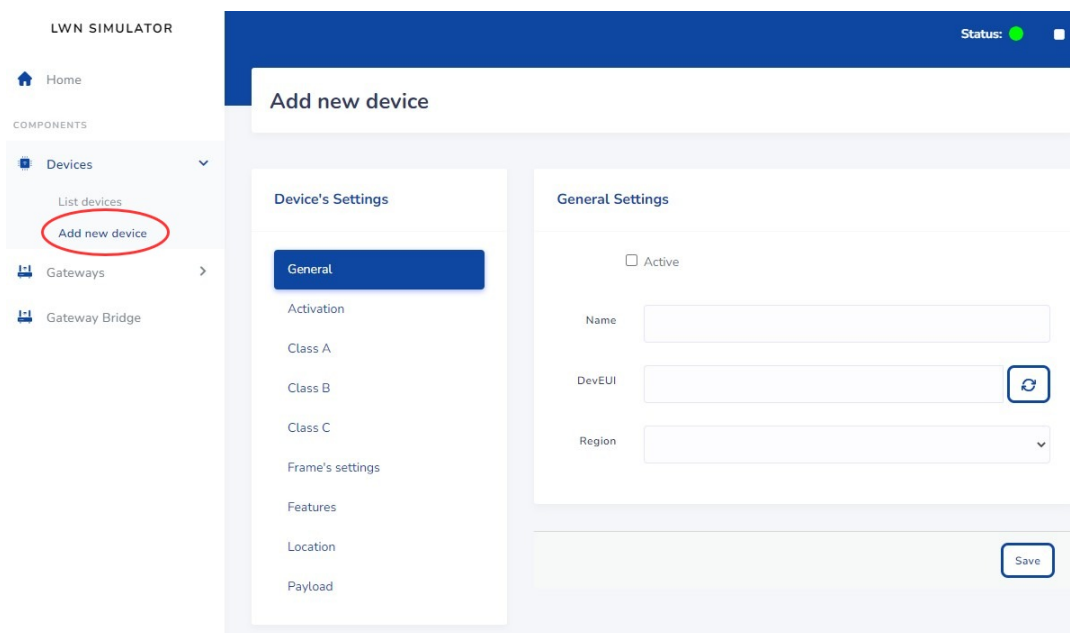 LWN SIMULATOR
Status:
Home
Add new device
COMPONENTS
Devices
List devices
Add new device
Gateways
Gateway Bridge
Device's Settings
General
Activation
Class A
Class B
Class C
Frame's settings
Features
Location
Payload
General Settings
Active
Name
DevEUI
Region
Save